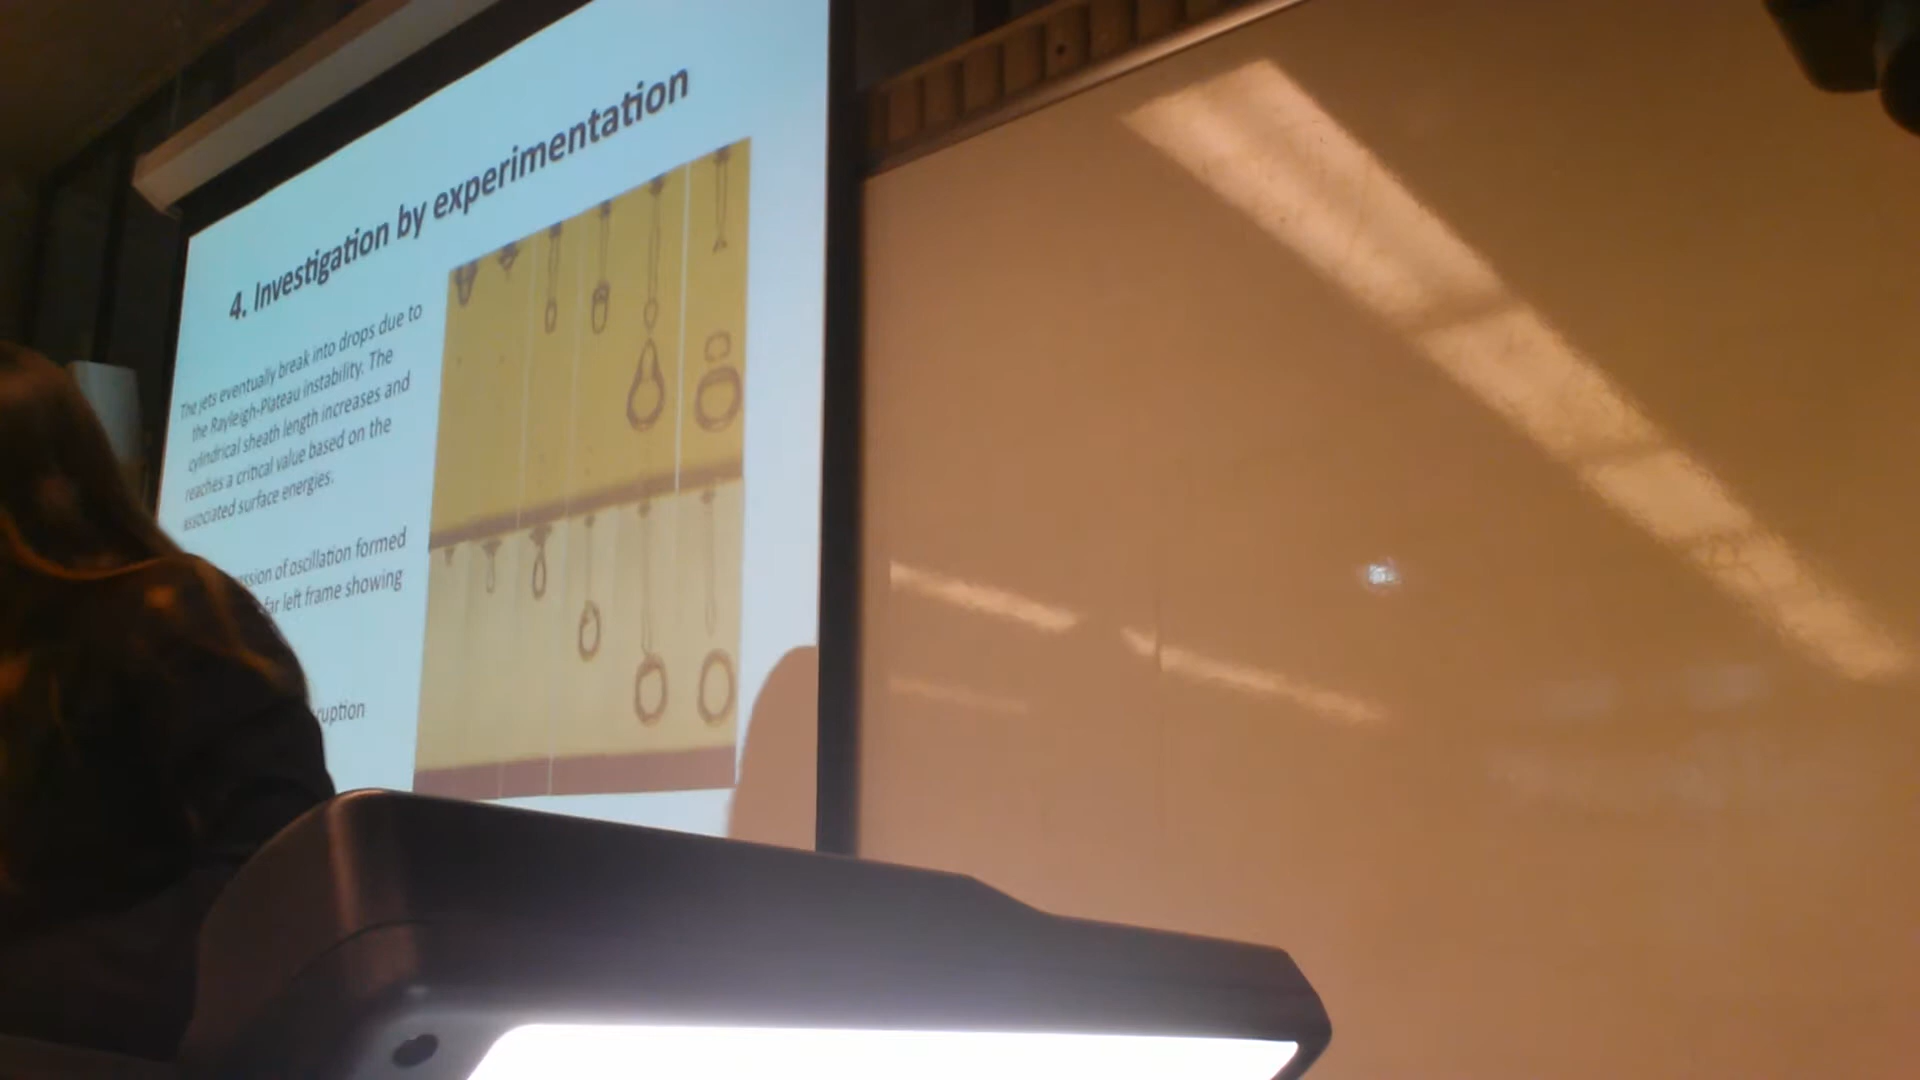 4. Investigation by experimentation
The jets eventually break into drops due to
the Rayleigh-Plateau instability. The
cylindrical sheath length increases and
reaches a critical value based on the
associated surface energies.
of oscillation formed
far left frame showing